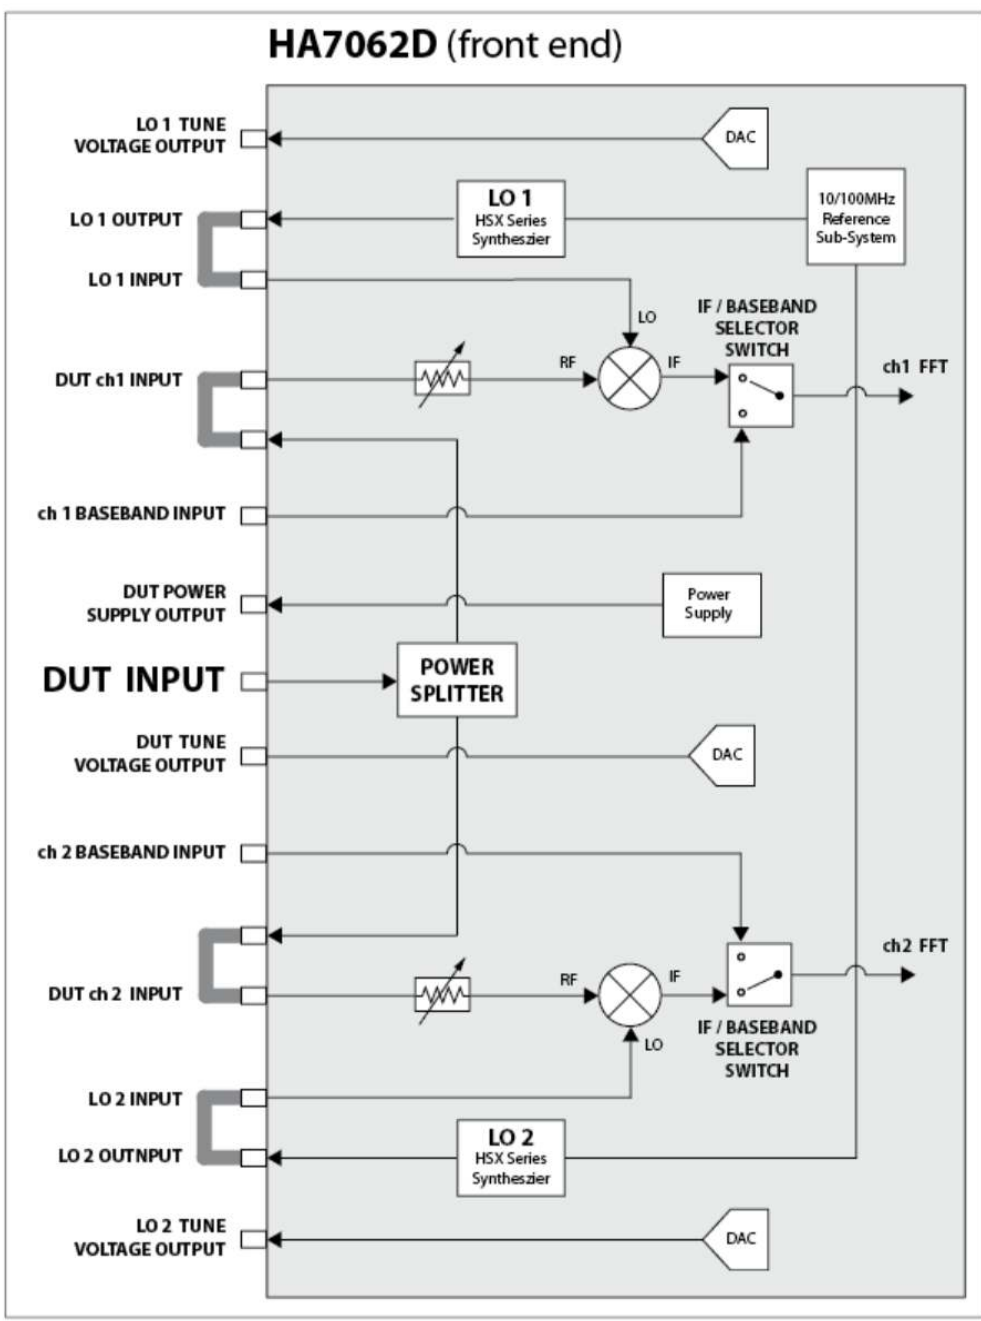 HA7062D (front end)
LO 1 TUNE
VOLTAGE OUTPUT
DAC
LO 1 OUTPUT
LO 1
HSX Series
Syntheszier
10/100MHz
Reference
Sub-System
LO 1 INPUT
LO
IF / BASEBAND
SELECTOR
SWITCH
DUT ch1 INPUT
RF
IF
ch1 FFT
ch 1 BASEBAND INPUT
DUT POWER
SUPPLY OUTPUT
Power
Supply
DUT INPUT
POWER
SPLITTER
DUT TUNE
VOLTAGE OUTPUT
DAC
ch 2 BASEBAND INPUT
ch2 FFT
DUT ch 2 INPUT
RF
IF
LO
IF / BASEBAND
SELECTOR
SWITCH
LO 2 INPUT
LO 2 OUTNPUT
LO 2
HSX Series
Syntheszier
LO 2 TUNE
VOLTAGE OUTPUT
DAC